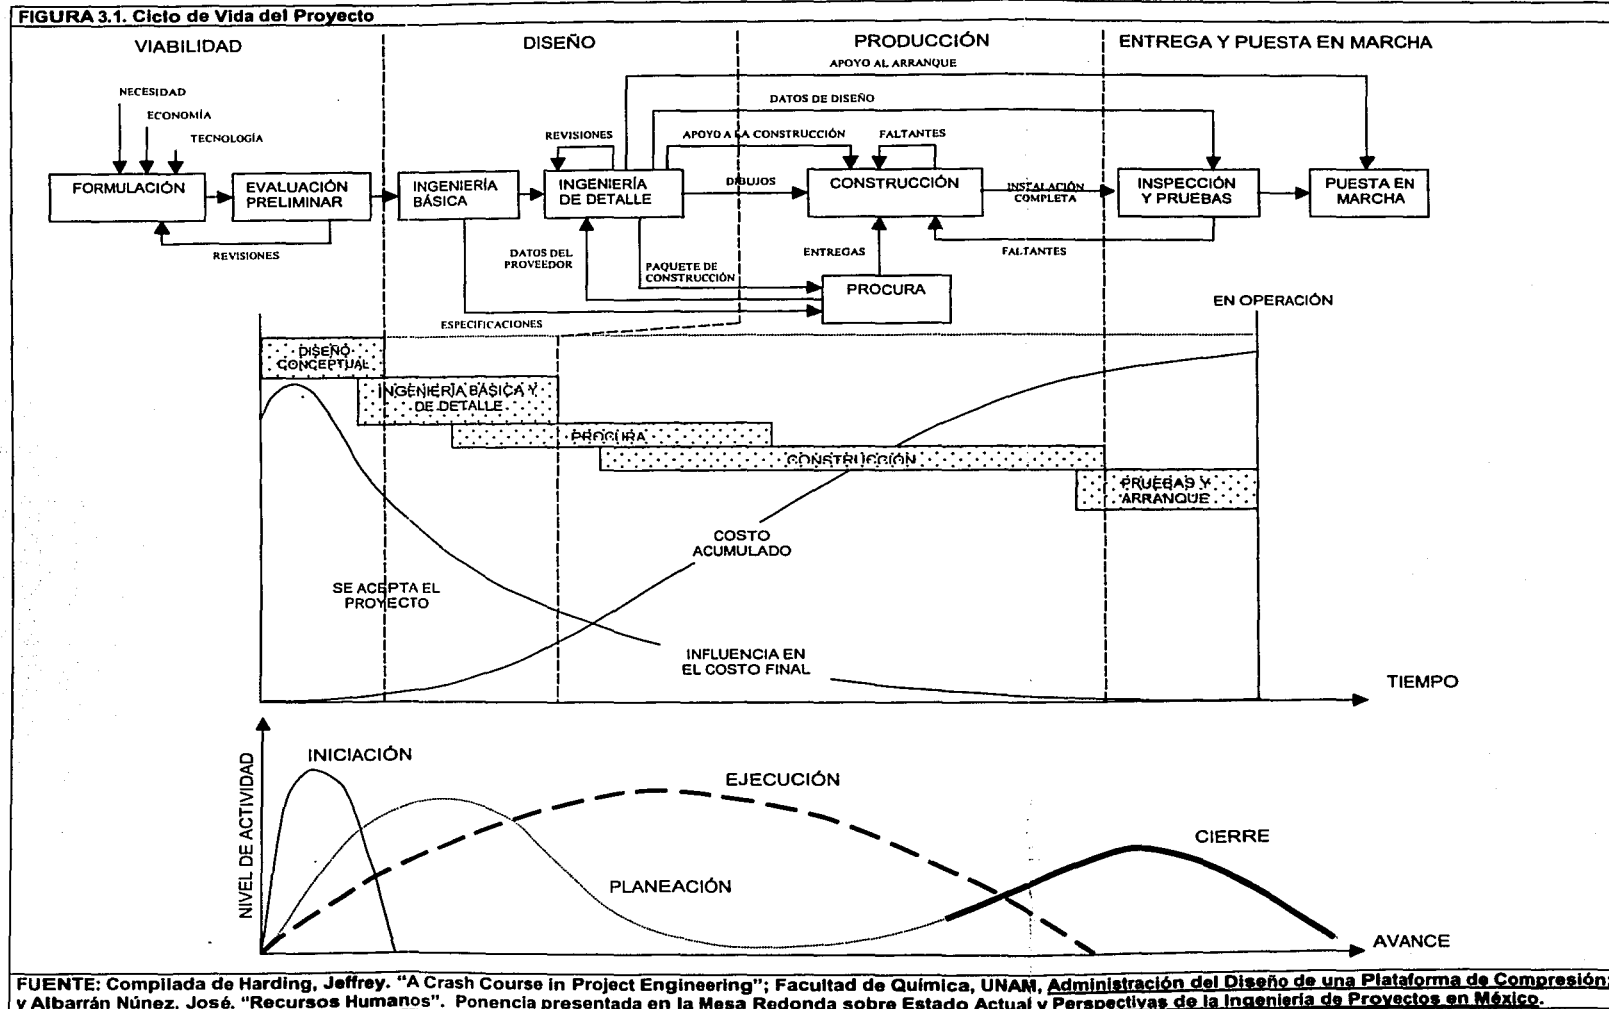 FIGURA 3.1. Ciclo de Vida del Proyecto
VIABILIDAD
DISEÑO
PRODUCCIÓN
ENTREGA Y PUESTA EN MARCHA
APOYO AL ARRANQUE
NECESIDAD
ECONOMÍA
TECNOLOGÍA
DATOS DE DISEÑO
REVISIONES
APOYO A LA CONSTRUCCIÓN
FALTANTES
FORMULACIÓN
EVALUACIÓN
PRELIMINAR
INGENIERÍA
BÁSICA
INGENIERÍA
DE DETALLE
DIBUJOS
CONSTRUCCIÓN
INSTALACIÓN
COMPLETA
INSPECCIÓN
Y PRUEBAS
PUESTA EN
MARCHA
REVISIONES
DATOS DEL
PROVEEDOR
PAQUETE DE
CONSTRUCCIÓN
ENTREGAS
FALTANTES
PROCURA
ESPECIFICACIONES
EN OPERACIÓN
DISEÑO
CONCEPTUAL
INGENIERÍA BÁSICA Y
DE DETALLE
PROCURA
CONSTRUCCIÓN
PRUEBAS Y
ARRANQUE
COSTO
ACUMULADO
SE ACEPTA EL
PROYECTO
INFLUENCIA EN
EL COSTO FINAL
TIEMPO
NIVEL DE ACTIVIDAD
INICIACIÓN
EJECUCIÓN
CIERRE
PLANEACIÓN
AVANCE
FUENTE: Compilada de Harding, Jeffrey. “A Crash Course in Project Engineering”; Facultad de Química, UNAM, Administración del Diseño de una Plataforma de Compresión;
y Albarrán Núñez, José. “Recursos Humanos”. Ponencia presentada en la Mesa Redonda sobre Estado Actual y Perspectivas de la Ingeniería de Proyectos en México.